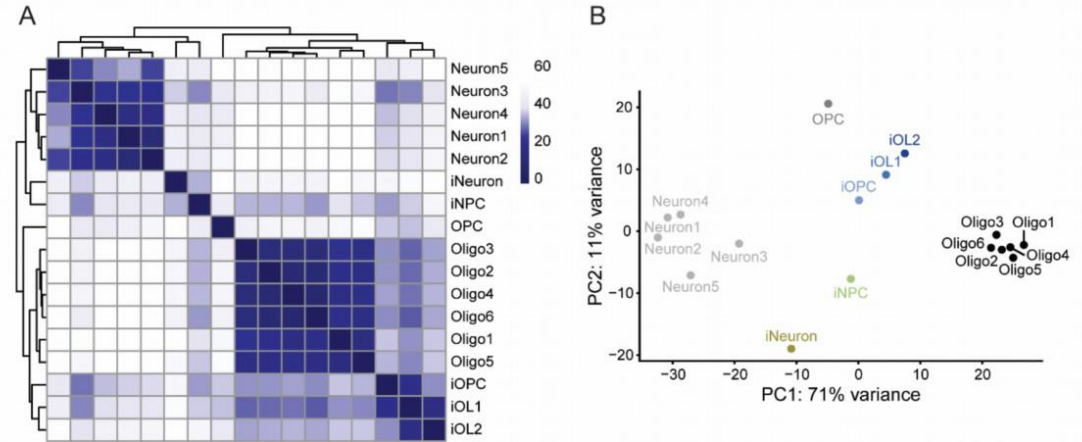 A
Neuron5
Neuron3
Neuron4
Neuron1
Neuron2
iNeuron
iNPC
OPC
Oligo3
Oligo2
Oligo4
Oligo6
Oligo1
Oligo5
iOPC
iOL1
iOL2
60
40
20
0
B
PC2: 11% variance
20
10
0
−10
−20
OPC
iOL2
iOL1
iOPC
Neuron4
Neuron1
Neuron2
Neuron3
Neuron5
Oligo3 Oligo1
Oligo6
Oligo4
Oligo2
Oligo5
iNPC
iNeuron
−30 −20 −10 0 10 20
PC1: 71% variance